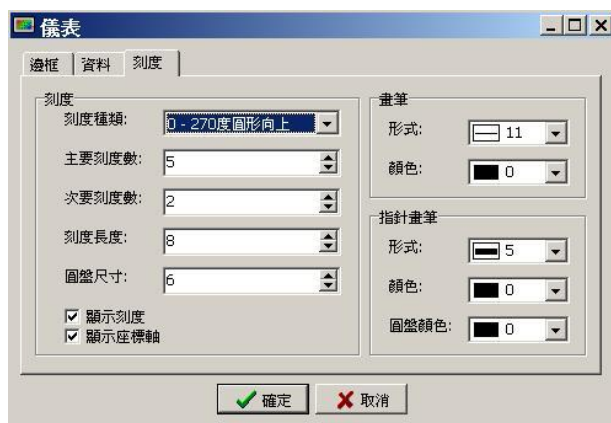 儀表
邊框 資料 刻度
刻度
刻度種類: 0 - 270度圓形向上
主要刻度數: 5
次要刻度數: 2
刻度長度: 8
圓盤尺寸: 6
顯示刻度
顯示座標軸
畫筆
形式: 11
顏色: 0
指針畫筆
形式: 5
顏色: 0
圓盤顏色: 0
確定 取消